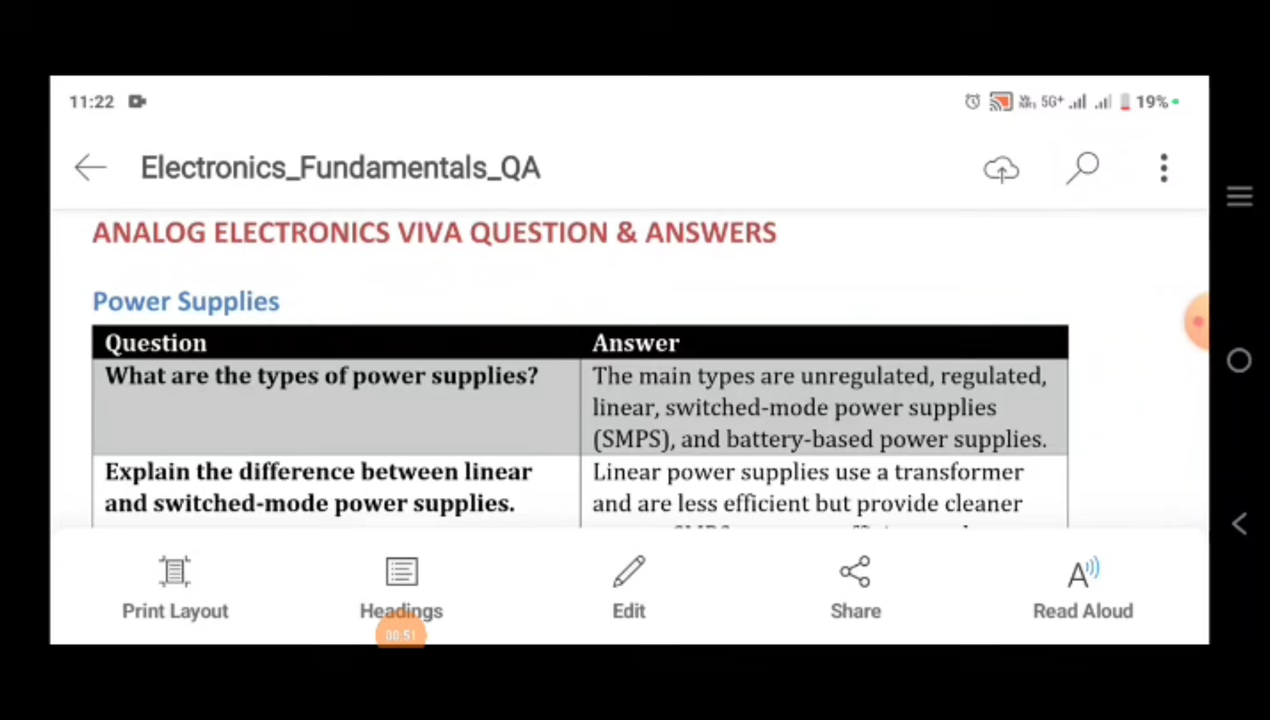 11:22
5G+ 19%
Electronics_Fundamentals_QA
ANALOG ELECTRONICS VIVA QUESTION & ANSWERS
Power Supplies
Question
Answer
What are the types of power supplies?
The main types are unregulated, regulated,
linear, switched-mode power supplies
(SMPS), and battery-based power supplies.
Explain the difference between linear
and switched-mode power supplies.
Linear power supplies use a transformer
and are less efficient but provide cleaner
Print Layout
Headings
Edit
Share
Read Aloud
00:51